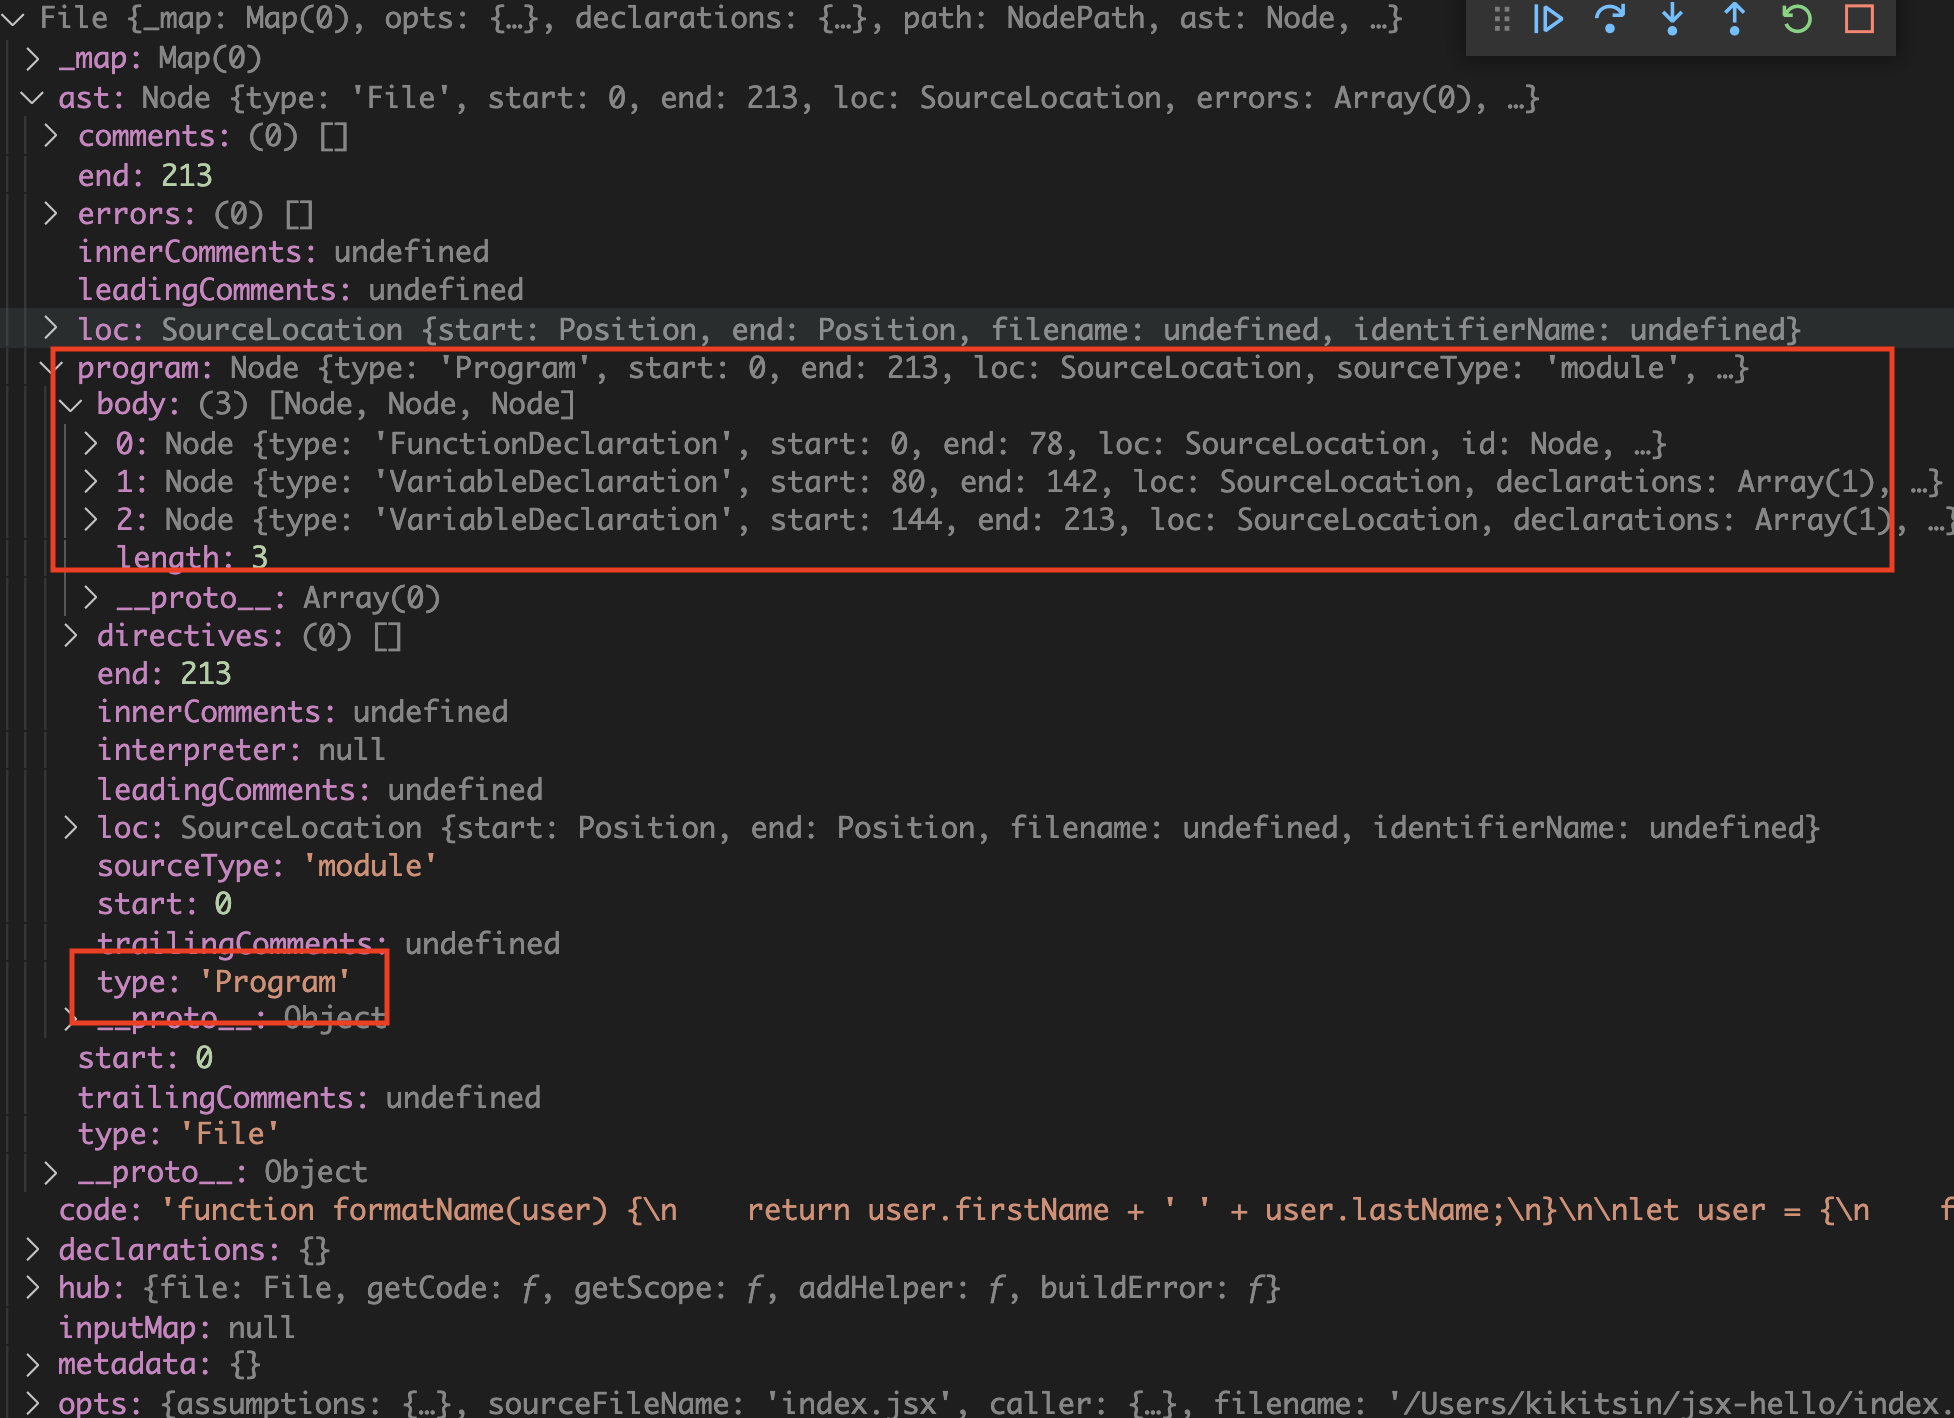 File {_map: Map(0), opts: {…}, declarations: {…}, path: NodePath, ast: Node, …}
_map: Map(0)
ast: Node {type: 'File', start: 0, end: 213, loc: SourceLocation, errors: Array(0), …}
comments: (0) []
end: 213
errors: (0) []
innerComments: undefined
leadingComments: undefined
loc: SourceLocation {start: Position, end: Position, filename: undefined, identifierName: undefined}
program: Node {type: 'Program', start: 0, end: 213, loc: SourceLocation, sourceType: 'module', …}
body: (3) [Node, Node, Node]
0: Node {type: 'FunctionDeclaration', start: 0, end: 78, loc: SourceLocation, id: Node, …}
1: Node {type: 'VariableDeclaration', start: 80, end: 142, loc: SourceLocation, declarations: Array(1), …}
2: Node {type: 'VariableDeclaration', start: 144, end: 213, loc: SourceLocation, declarations: Array(1), …}
length: 3
__proto__: Array(0)
directives: (0) []
end: 213
innerComments: undefined
interpreter: null
leadingComments: undefined
loc: SourceLocation {start: Position, end: Position, filename: undefined, identifierName: undefined}
sourceType: 'module'
start: 0
trailingComments: undefined
type: 'Program'
__proto__: Object
start: 0
trailingComments: undefined
type: 'File'
__proto__: Object
code: 'function formatName(user) {\n    return user.firstName + ' ' + user.lastName;\n}\n\nlet user = {\n    f
declarations: {}
hub: {file: File, getCode: ƒ, getScope: ƒ, addHelper: ƒ, buildError: ƒ}
inputMap: null
metadata: {}
opts: {assumptions: {…}, sourceFileName: 'index.jsx', caller: {…}, filename: '/Users/kikitsin/jsx-hello/index.